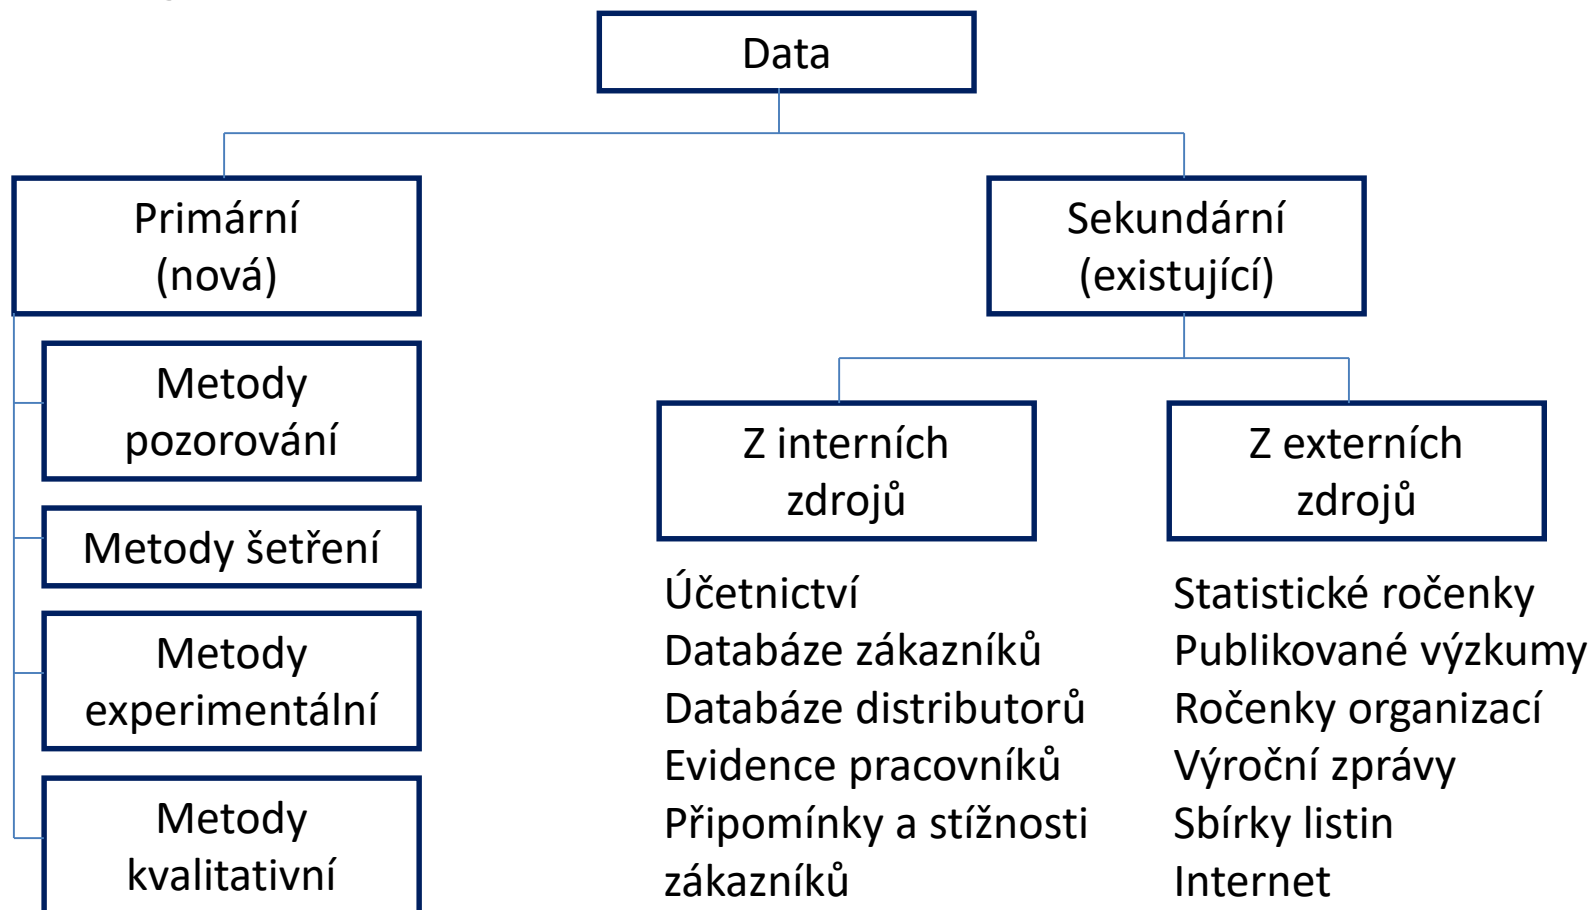 Data
Primární
(nová)
Metody
pozorování
Metody šetření
Metody
experimentální
Metody
kvalitativní
Sekundární
(existující)
Z interních
zdrojů
Účetnictví
Databáze zákazníků
Databáze distributorů
Evidence pracovníků
Připomínky a stížnosti
zákazníků
Z externích
zdrojů
Statistické ročenky
Publikované výzkumy
Ročenky organizací
Výroční zprávy
Sbírky listin
Internet